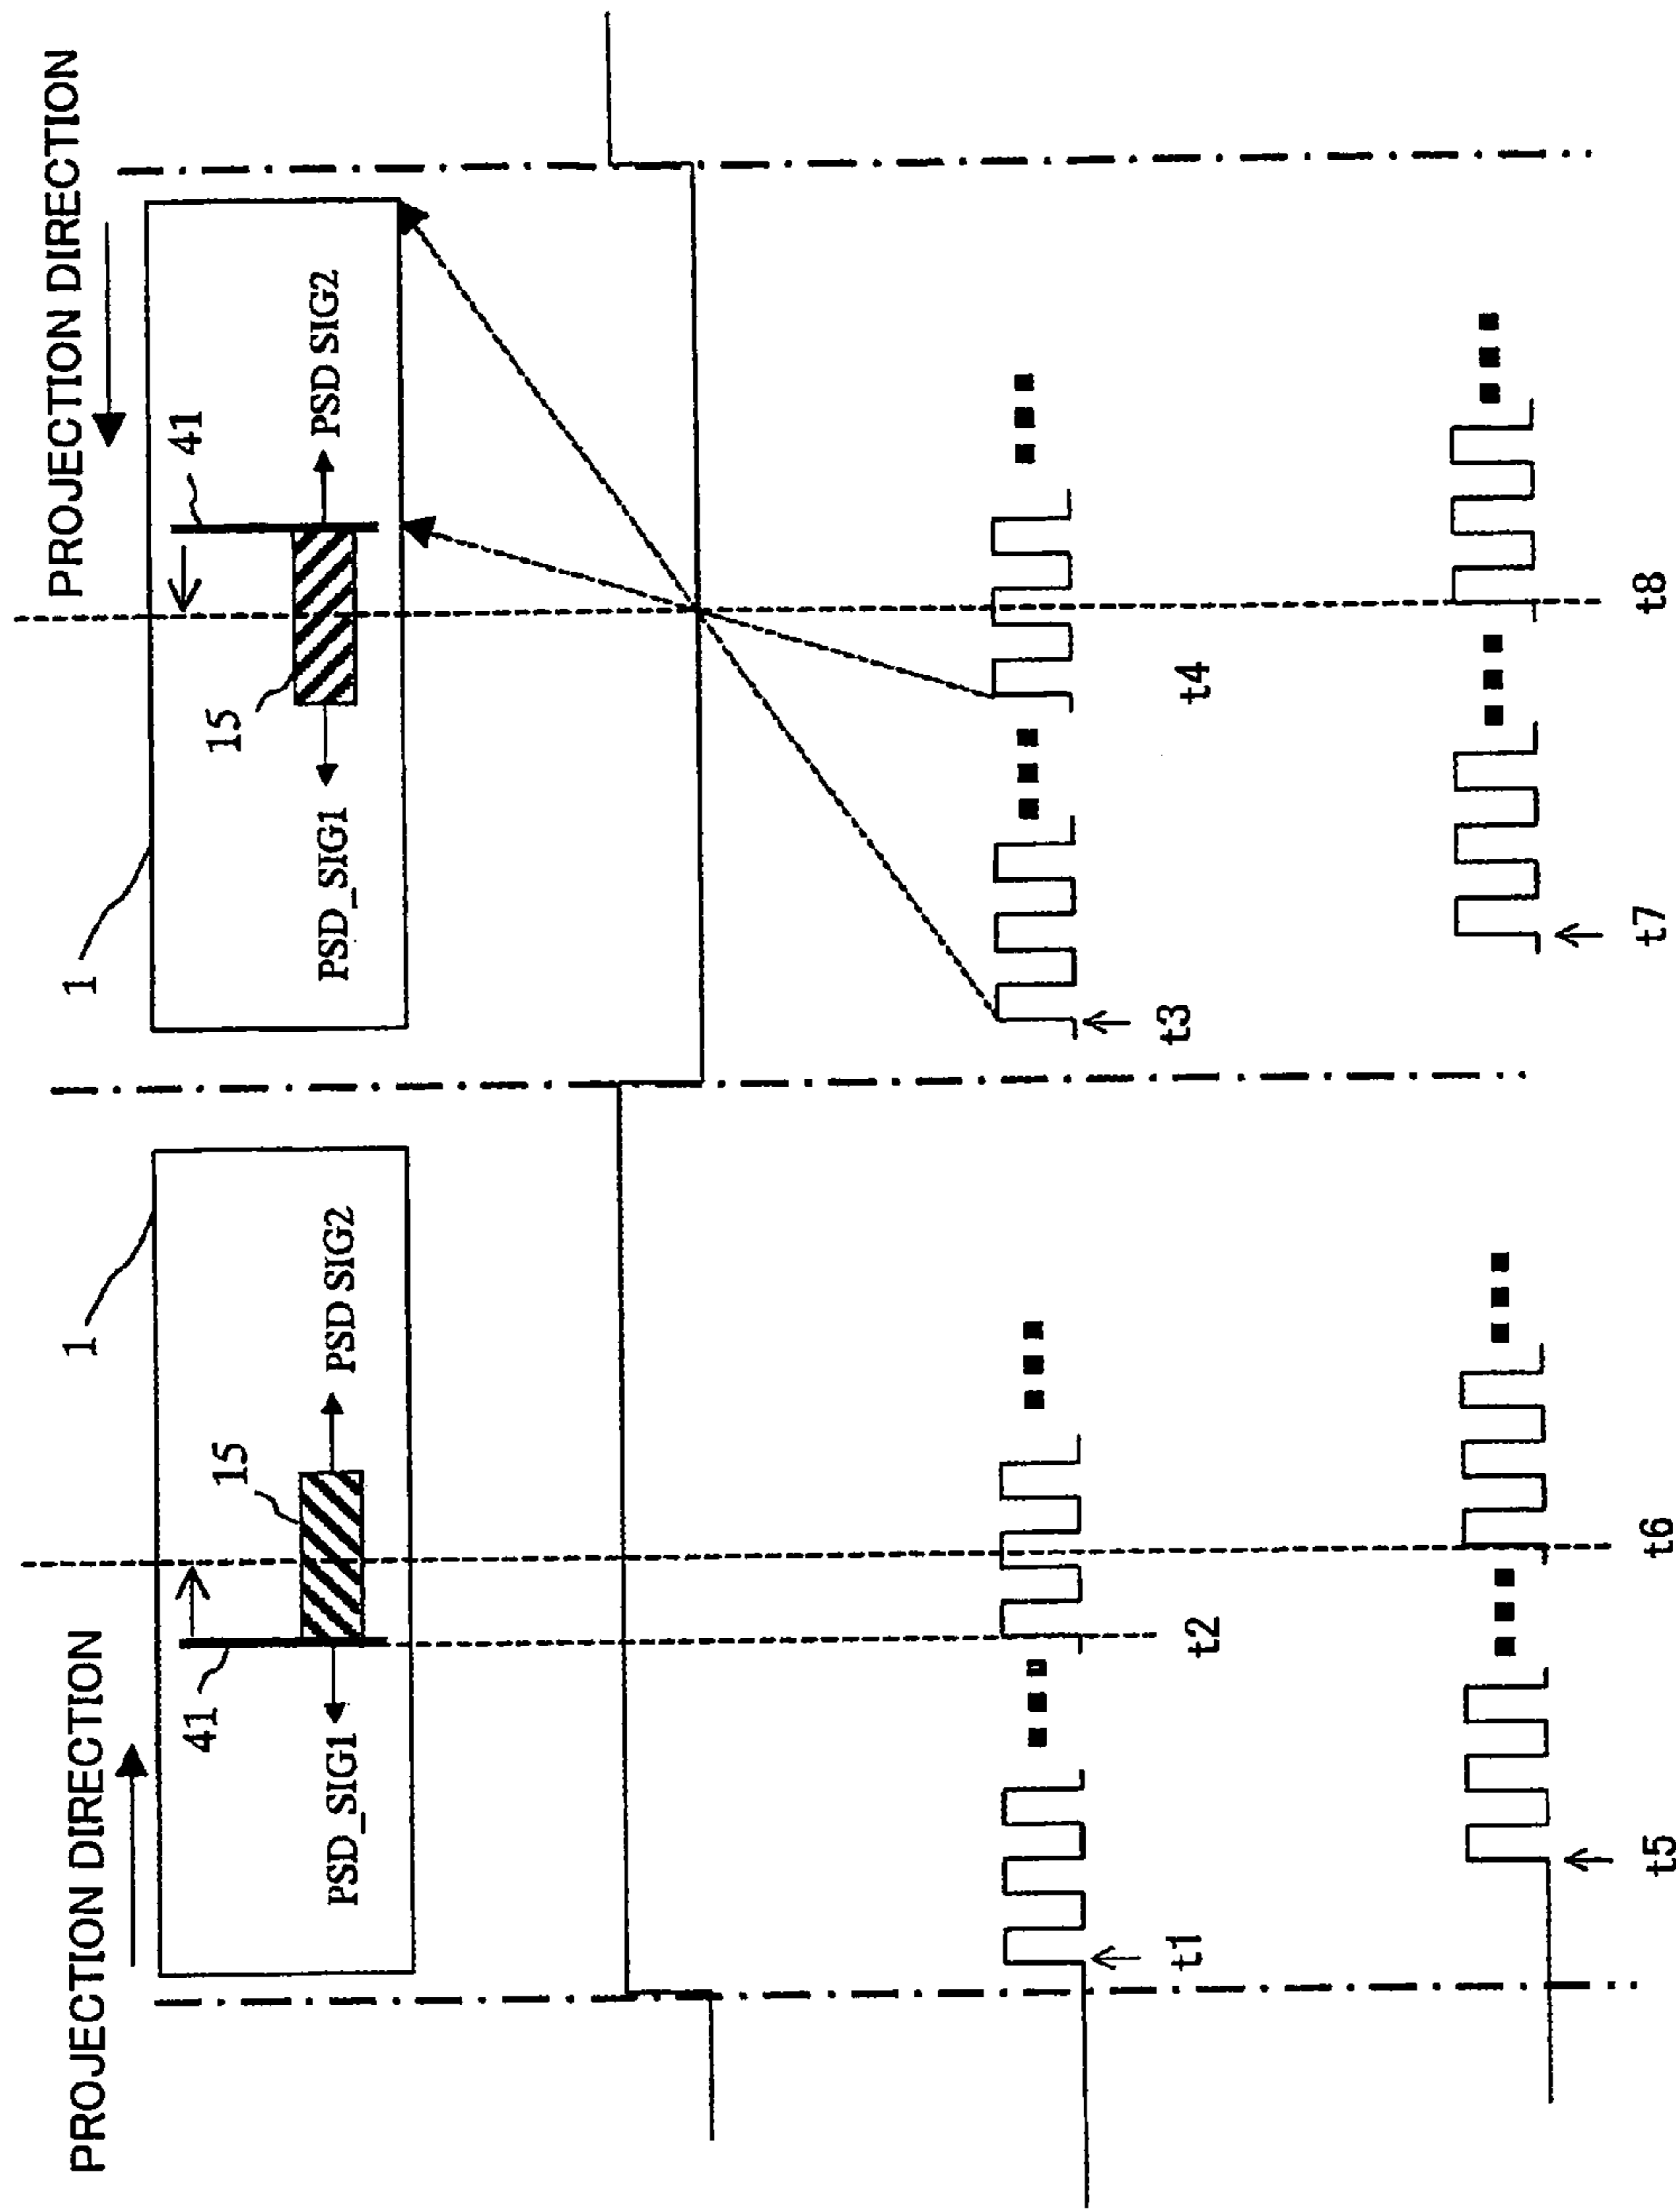 PROJECTION DIRECTION
PROJECTION DIRECTION
1
1
41
15
15
41
PSD_SIG1
PSD SIG2
PSD_SIG1
PSD SIG2
t1
t2
t3
t4
t5
t6
t7
t8